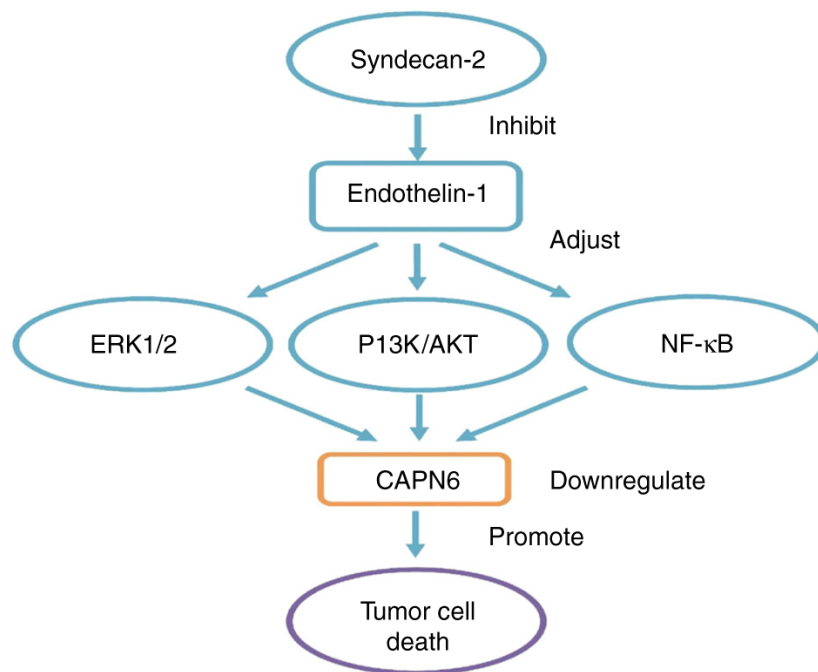 Syndecan-2
Inhibit
Endothelin-1
Adjust
ERK1/2
P13K/AKT
NF-κB
CAPN6
Downregulate
Promote
Tumor cell
death